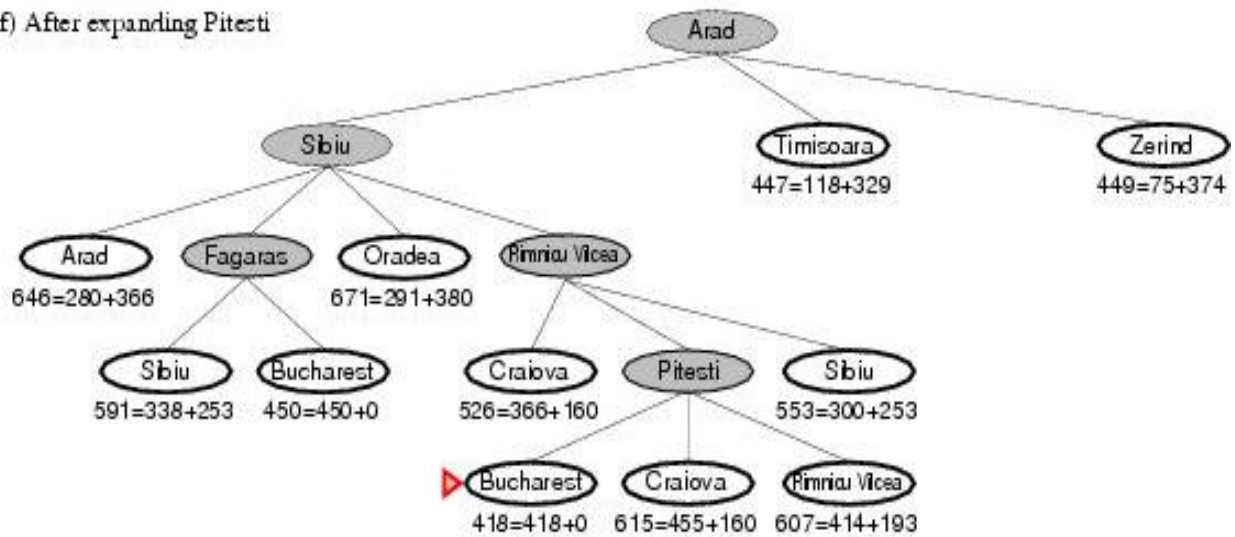 f) After expanding Pitesti
Arad
Sibiu
Timisoara
Zerind
447=118+329
449=75+374
Arad
Fagaras
Oradea
Rimnicu Vilcea
646=280+366
671=291+380
Sibiu
Bucharest
Craiova
Pitesti
Sibiu
591=338+253
450=450+0
526=366+160
553=300+253
Bucharest
Craiova
Rimnicu Vilcea
418=418+0
615=455+160
607=414+193